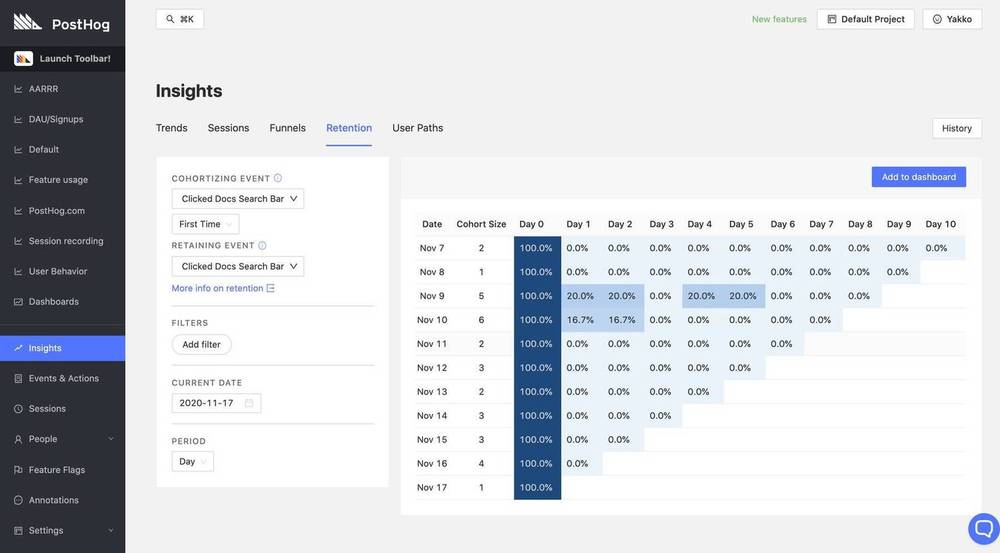 PostHog
Launch Toolbar!
AARRR
DAU/Signups
Default
Feature usage
PostHog.com
Session recording
User Behavior
Dashboards
Insights
Events & Actions
Sessions
People
Feature Flags
Annotations
Settings
⌘K
New features
Default Project
Yakko
Insights
Trends Sessions Funnels Retention User Paths
History
COHORTIZING EVENT
Clicked Docs Search Bar
First Time
RETAINING EVENT
Clicked Docs Search Bar
More info on retention
FILTERS
Add filter
CURRENT DATE
2020-11-17
PERIOD
Day
Add to dashboard
Date Cohort Size Day 0 Day 1 Day 2 Day 3 Day 4 Day 5 Day 6 Day 7 Day 8 Day 9 Day 10
Nov 7 2 100.0% 0.0% 0.0% 0.0% 0.0% 0.0% 0.0% 0.0% 0.0% 0.0% 0.0%
Nov 8 1 100.0% 0.0% 0.0% 0.0% 0.0% 0.0% 0.0% 0.0% 0.0% 0.0%
Nov 9 5 100.0% 20.0% 20.0% 0.0% 20.0% 20.0% 0.0% 0.0% 0.0%
Nov 10 6 100.0% 16.7% 16.7% 0.0% 0.0% 0.0% 0.0% 0.0%
Nov 11 2 100.0% 0.0% 0.0% 0.0% 0.0% 0.0% 0.0%
Nov 12 3 100.0% 0.0% 0.0% 0.0% 0.0% 0.0%
Nov 13 2 100.0% 0.0% 0.0% 0.0% 0.0%
Nov 14 3 100.0% 0.0% 0.0% 0.0%
Nov 15 3 100.0% 0.0% 0.0%
Nov 16 4 100.0% 0.0%
Nov 17 1 100.0%